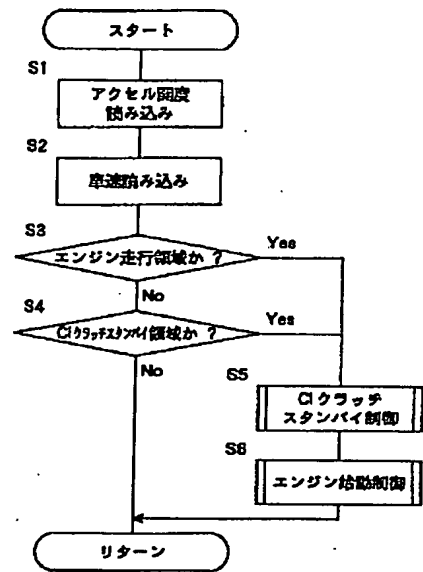 スタート
S1
アクセル開度
読み込み
S2
車速読み込み
S3
エンジン走行領域か ?
Yes
No
S4
C1クラッチスタンバイ領域か ?
Yes
No
S5
C1クラッチ
スタンバイ制御
S6
エンジン始動制御
リターン